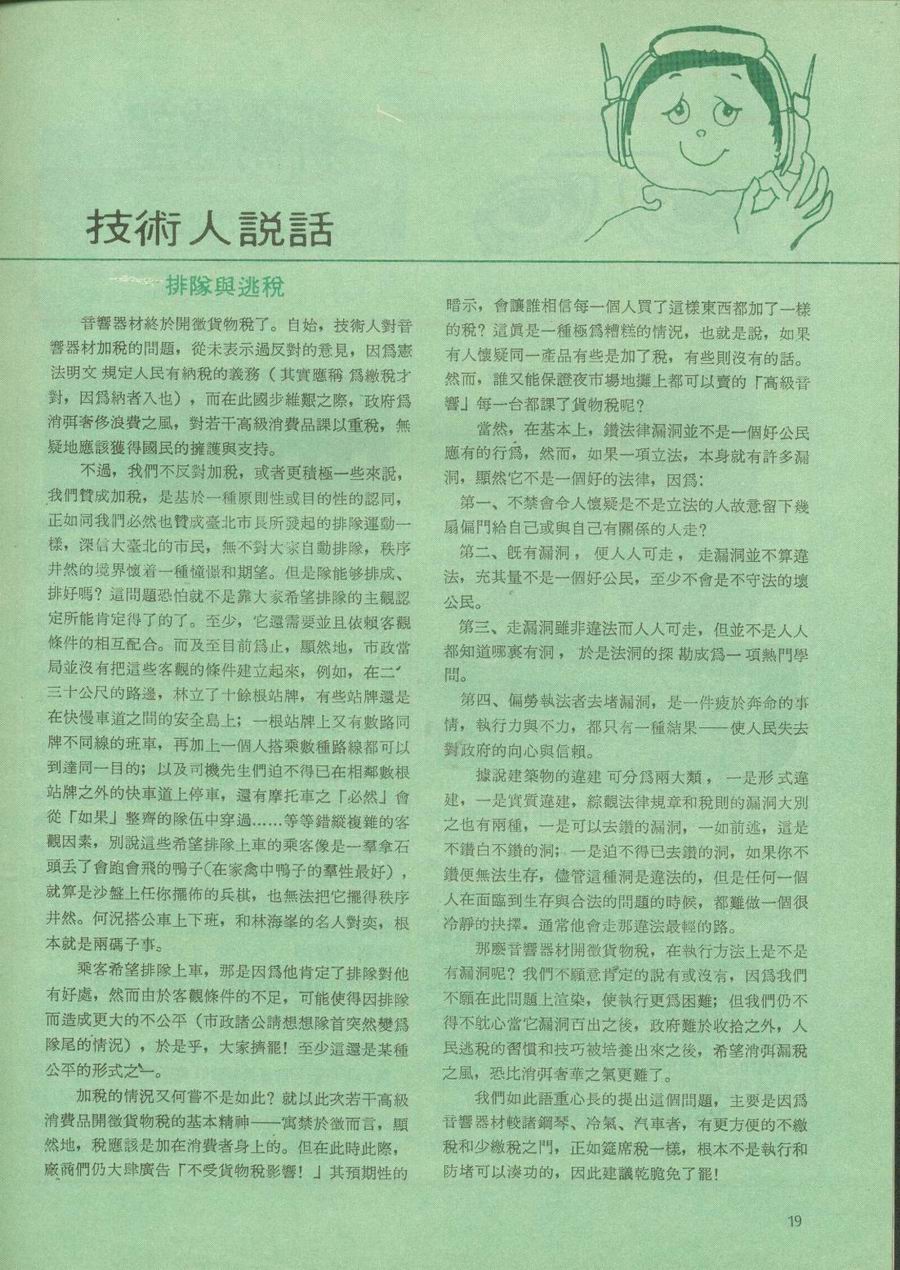 技術人説話
排隊與逃稅
音響器材終於開徵貨物稅了。自始，技術人對音
響器材加稅的問題，從未表示過反對的意見，因爲憲
法明文規定人民有納稅的義務（其實應稱爲繳稅才
對，因爲納者入也），而在此國步維艱之際，政府爲
消弭奢侈浪費之風，對若干高級消費品課以重稅，無
疑地應該獲得國民的擁護與支持。
不過，我們不反對加稅，或者更積極一些來說，
我們贊成加稅，是基於一種原則性或目的性的認同，
正如同我們必然也贊成臺北市長所發起的排隊運動一
樣，深信大臺北的市民，無不對大家自動排隊，秩序
井然的境界懷着一種憧憬和期望。但是隊能够排成、
排好嗎？這問題恐怕就不是靠大家希望排隊的主觀認
定所能肯定得了的了。至少，它還需要並且依賴客觀
條件的相互配合。而及至目前爲止，顯然地，市政當
局並沒有把這些客觀的條件建立起來，例如，在二、
三十公尺的路邊，林立了十餘根站牌，有些站牌還是
在快慢車道之間的安全島上；一根站牌上又有數路同
牌不同線的班車，再加上一個人搭乘數種路線都可以
到達同一目的；以及司機先生們迫不得已在相鄰數根
站牌之外的快車道上停車，還有摩托車之「必然」會
從「如果」整齊的隊伍中穿過……等等錯縱複雜的客
觀因素，別說這些希望排隊上車的乘客像是一羣拿石
頭丢了會跑會飛的鴨子(在家禽中鴨子的羣性最好)，
就算是沙盤上任你擺佈的兵棋，也無法把它擺得秩序
井然。何況搭公車上下班，和林海峯的名人對奕，根
本就是兩碼子事。
乘客希望排隊上車，那是因爲他肯定了排隊對他
有好處，然而由於客觀條件的不足，可能使得因排隊
而造成更大的不公平（市政諸公請想想隊首突然變爲
隊尾的情況），於是乎，大家擠罷！至少這還是某種
公平的形式之一。
加稅的情況又何嘗不是如此？就以此次若干高級
消費品開徵貨物稅的基本精神——寓禁於徵而言，顯
然地，稅應該是加在消費者身上的。但在此時此際，
廠商們仍大肆廣告「不受貨物稅影響！」其預期性的
暗示，會讓誰相信每一個人買了這樣東西都加了一樣
的稅？這眞是一種極爲糟糕的情況，也就是說，如果
有人懷疑同一產品有些是加了稅，有些則沒有的話。
然而，誰又能保證夜市場地攤上都可以賣的「高級音
響」每一台都課了貨物稅呢？
當然，在基本上，鑽法律漏洞並不是一個好公民
應有的行爲，然而，如果一項立法，本身就有許多漏
洞，顯然它不是一個好的法律，因爲：
第一、不禁會令人懷疑是不是立法的人故意留下幾
扇偏門給自己或與自己有關係的人走？
第二、旣有漏洞，便人人可走，走漏洞並不算違
法，充其量不是一個好公民，至少不會是不守法的壞
公民。
第三、走漏洞雖非違法而人人可走，但並不是人人
都知道哪裏有洞，於是法洞的探勘成爲一項熱門學
問。
第四、偏勞執法者去堵漏洞，是一件疲於奔命的事
情，執行力與不力，都只有一種結果——使人民失去
對政府的向心與信賴。
據說建築物的違建可分爲兩大類，一是形式違
建，一是實質違建，綜觀法律規章和稅則的漏洞大別
之也有兩種，一是可以去鑽的漏洞，一如前述，這是
不鑽白不鑽的洞；一是迫不得已去鑽的洞，如果你不
鑽便無法生存，儘管這種洞是違法的，但是任何一個
人在面臨到生存與合法的問題的時候，都難做一個很
冷靜的抉擇。通常他會走那違法最輕的路。
那麽音響器材開徵貨物稅，在執行方法上是不是
有漏洞呢？我們不願意肯定的說有或沒有，因爲我們
不願在此問題上渲染，使執行更爲困難；但我們仍不
得不躭心當它漏洞百出之後，政府難於收拾之外，人
民逃稅的習慣和技巧被培養出來之後，希望消弭漏稅
之風，恐比消弭奢華之氣更難了。
我們如此語重心長的提出這個問題，主要是因爲
音響器材較諸鋼琴、冷氣、汽車者，有更方便的不繳
稅和少繳稅之門，正如筵席稅一樣，根本不是執行和
防堵可以湊功的，因此建議乾脆免了罷！
19